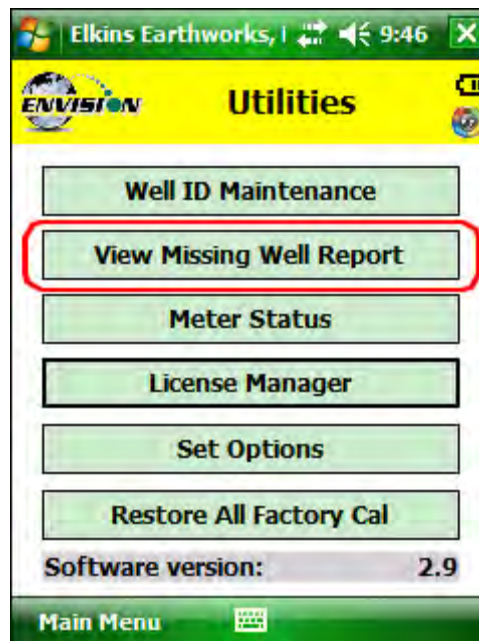 Elkins Earthworks, I 9:46
ENVISION Utilities
Well ID Maintenance
View Missing Well Report
Meter Status
License Manager
Set Options
Restore All Factory Cal
Software version: 2.9
Main Menu